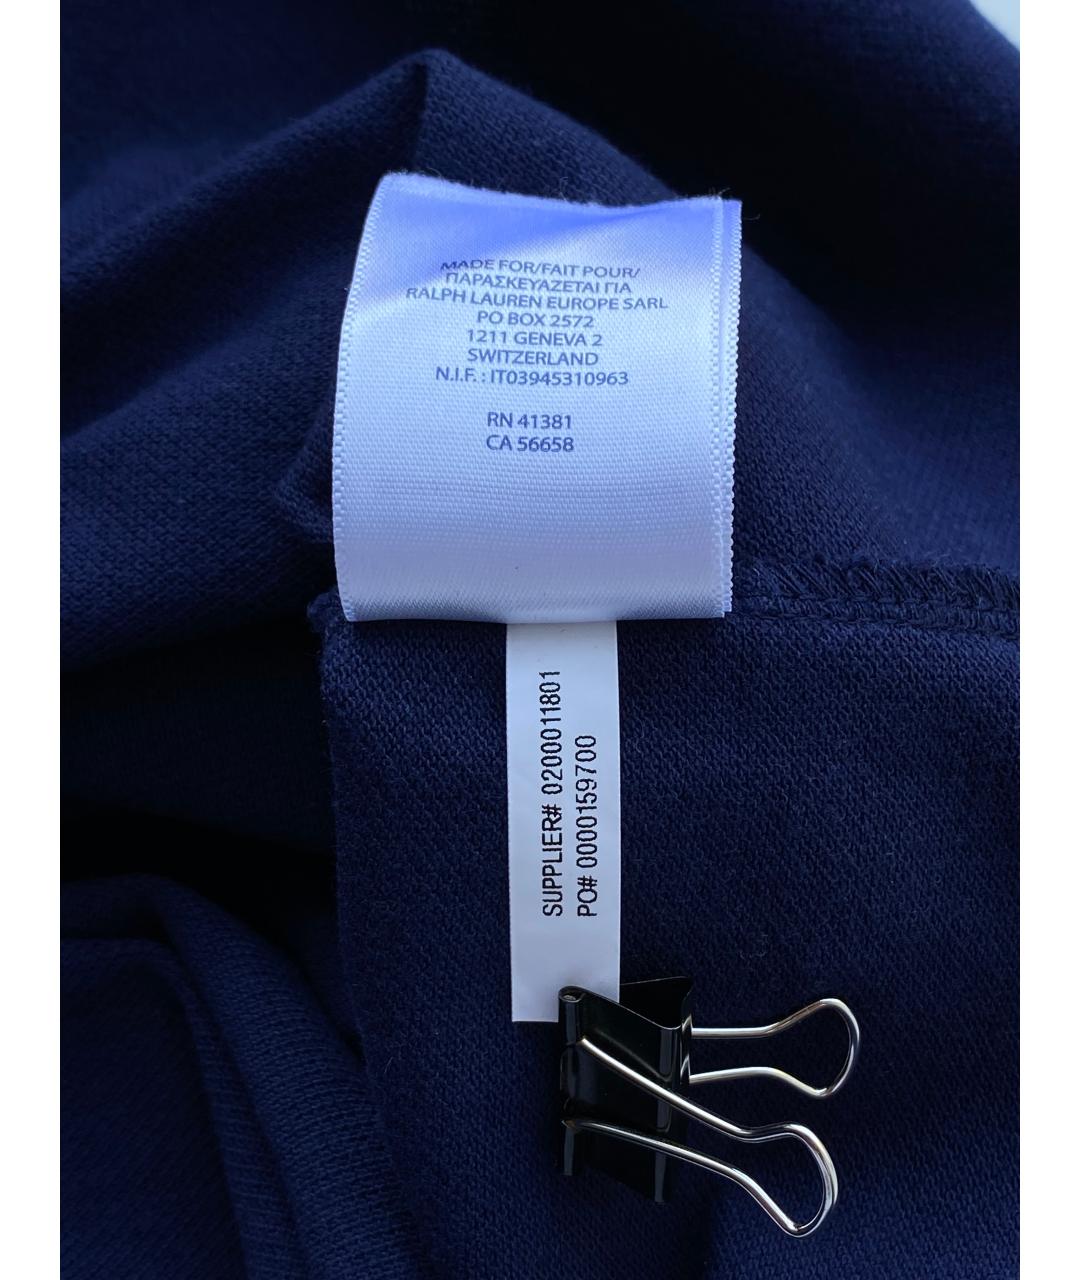 MADE FOR/FAIT POUR/
ΠΑΡΑΣΚΕΥΑΖΕΤΑΙ ΓΙΑ
RALPH LAUREN EUROPE SARL
PO BOX 2572
1211 GENEVA 2
SWITZERLAND
N.I.F. : IT03945310963
RN 41381
CA 56658
SUPPLIER# 0200011801
PO# 0000159700